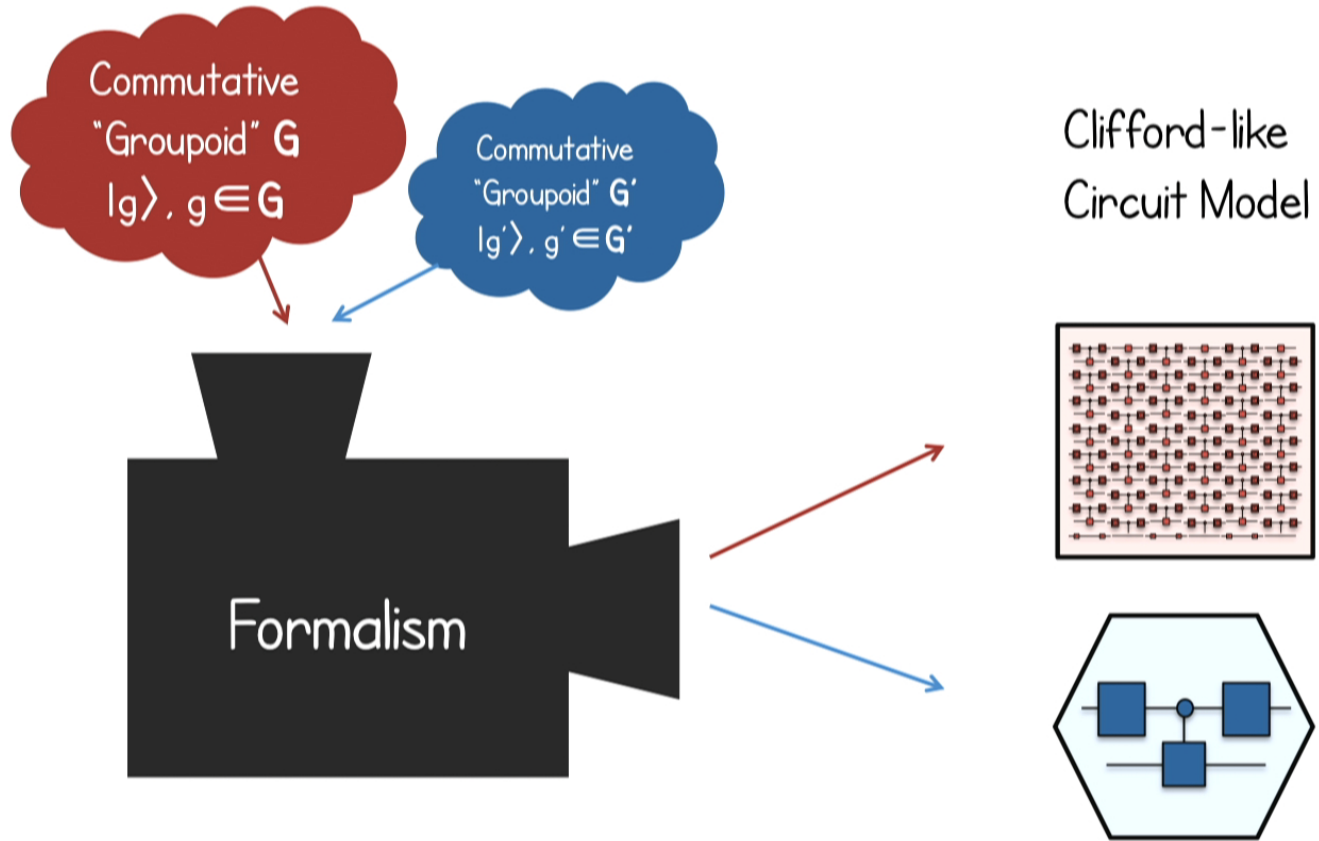 Commutative
"Groupoid" G
|g⟩, g∈G
Commutative
"Groupoid" G'
|g'⟩, g'∈G'
Clifford-like
Circuit Model
Formalism